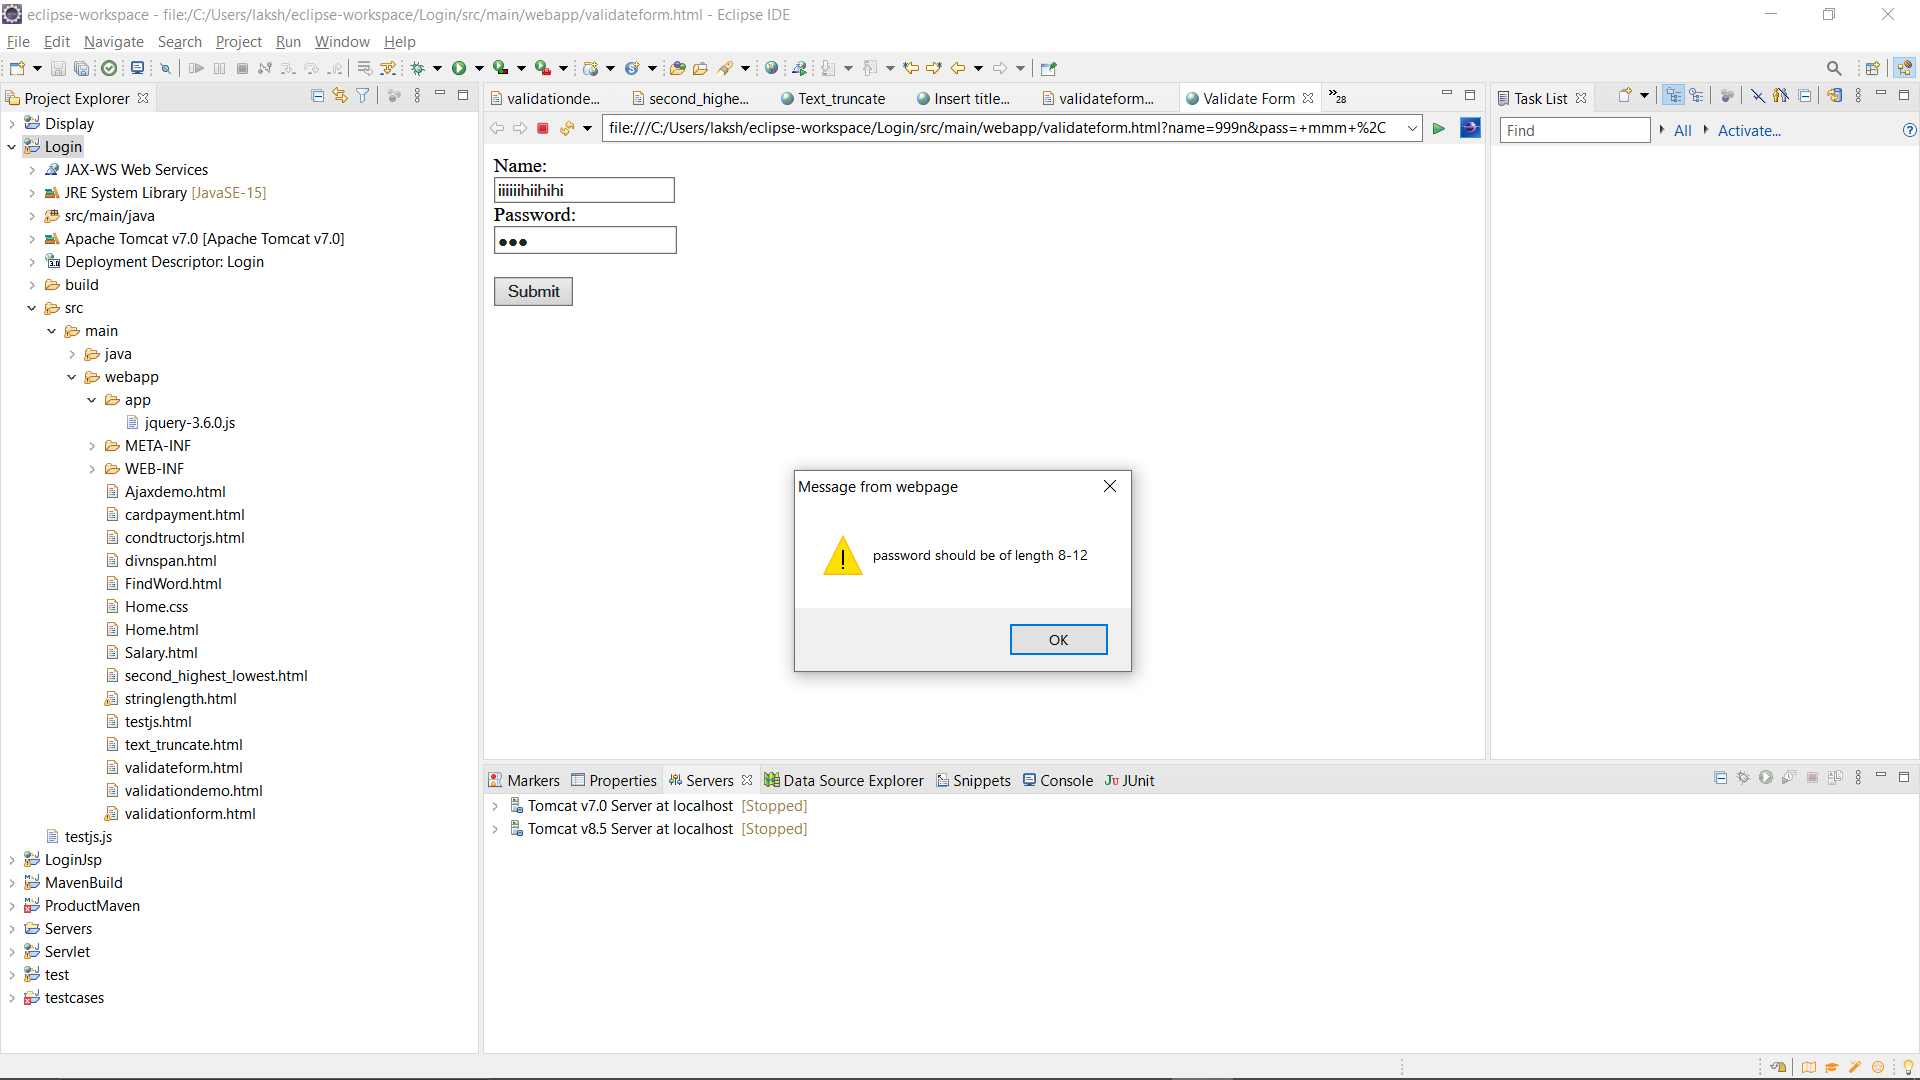 eclipse-workspace - file:/C:/Users/laksh/eclipse-workspace/Login/src/main/webapp/validateform.html - Eclipse IDE
File Edit Navigate Search Project Run Window Help
Project Explorer
validationde... second_highe... Text_truncate Insert title... validateform... Validate Form »28
Task List
file:///C:/Users/laksh/eclipse-workspace/Login/src/main/webapp/validateform.html?name=999n&pass=+mmm+%2C
Find All Activate...
Display
Login
JAX-WS Web Services
JRE System Library [JavaSE-15]
src/main/java
Apache Tomcat v7.0 [Apache Tomcat v7.0]
Deployment Descriptor: Login
build
src
main
java
webapp
app
jquery-3.6.0.js
META-INF
WEB-INF
Ajaxdemo.html
cardpayment.html
condtructorjs.html
divnspan.html
FindWord.html
Home.css
Home.html
Salary.html
second_highest_lowest.html
stringlength.html
testjs.html
text_truncate.html
validateform.html
validationdemo.html
validationform.html
testjs.js
LoginJsp
MavenBuild
ProductMaven
Servers
Servlet
test
testcases
Name:
iiiiiihiihihi
Password:
●●●
Submit
Message from webpage
password should be of length 8-12
OK
Markers Properties Servers Data Source Explorer Snippets Console JUnit
Tomcat v7.0 Server at localhost [Stopped]
Tomcat v8.5 Server at localhost [Stopped]